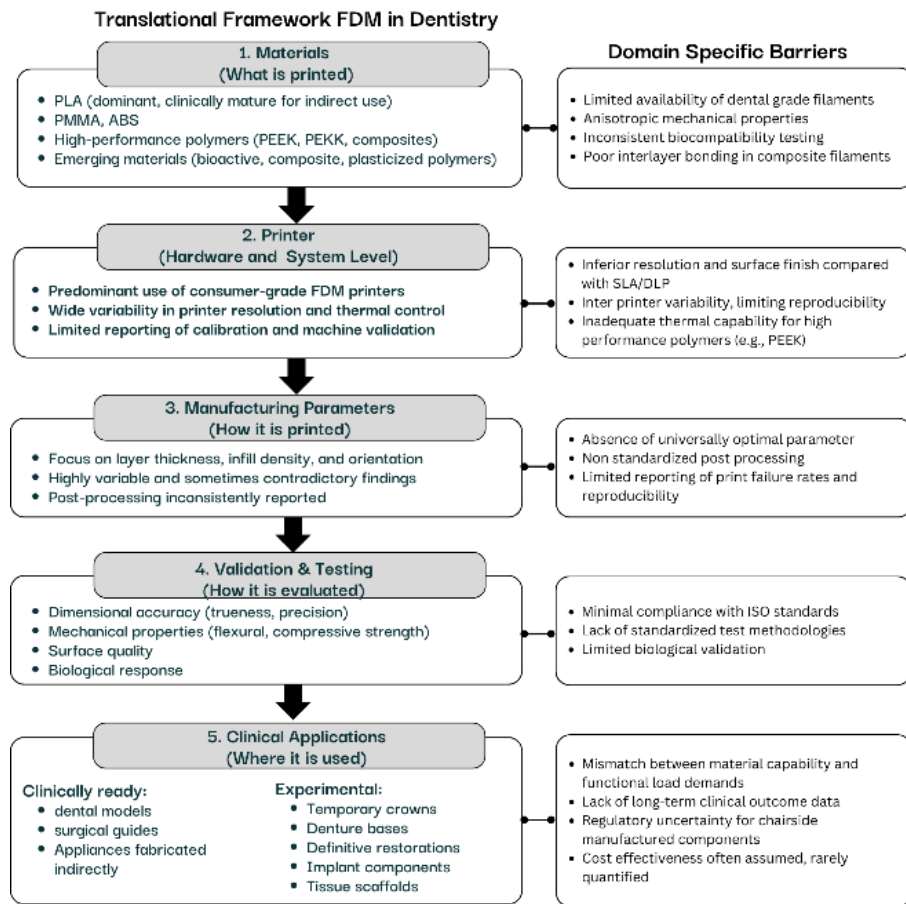 Translational Framework FDM in Dentistry
1. Materials
(What is printed)
• PLA (dominant, clinically mature for indirect use)
• PMMA, ABS
• High-performance polymers (PEEK, PEKK, composites)
• Emerging materials (bioactive, composite, plasticized polymers)
Domain Specific Barriers
• Limited availability of dental grade filaments
• Anisotropic mechanical properties
• Inconsistent biocompatibility testing
• Poor interlayer bonding in composite filaments
2. Printer
(Hardware and System Level)
• Predominant use of consumer-grade FDM printers
• Wide variability in printer resolution and thermal control
• Limited reporting of calibration and machine validation
• Inferior resolution and surface finish compared
with SLA/DLP
• Inter printer variability, limiting reproducibility
• Inadequate thermal capability for high
performance polymers (e.g., PEEK)
3. Manufacturing Parameters
(How it is printed)
• Focus on layer thickness, infill density, and orientation
• Highly variable and sometimes contradictory findings
• Post-processing inconsistently reported
• Absence of universally optimal parameter
• Non standardized post processing
• Limited reporting of print failure rates and
reproducibility
4. Validation & Testing
(How it is evaluated)
• Dimensional accuracy (trueness, precision)
• Mechanical properties (flexural, compressive strength)
• Surface quality
• Biological response
• Minimal compliance with ISO standards
• Lack of standardized test methodologies
• Limited biological validation
5. Clinical Applications
(Where it is used)
Clinically ready:
• dental models
• surgical guides
• Appliances fabricated
indirectly
Experimental:
• Temporary crowns
• Denture bases
• Definitive restorations
• Implant components
• Tissue scaffolds
• Mismatch between material capability and
functional load demands
• Lack of long-term clinical outcome data
• Regulatory uncertainty for chairside
manufactured components
• Cost effectiveness often assumed, rarely
quantified